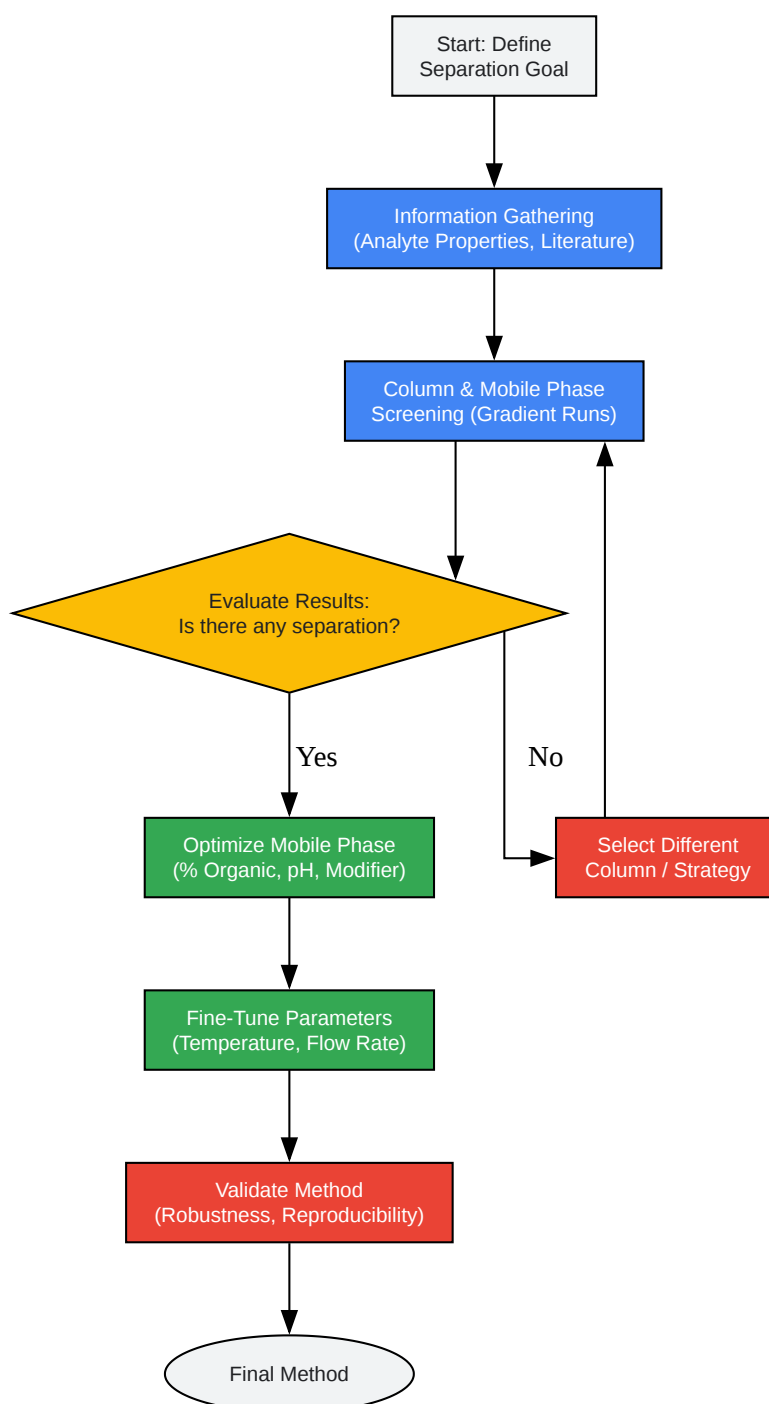 Start: Define
Separation Goal
Information Gathering
(Analyte Properties, Literature)
Column & Mobile Phase
Screening (Gradient Runs)
Evaluate Results:
Is there any separation?
Yes
No
Optimize Mobile Phase
(% Organic, pH, Modifier)
Select Different
Column / Strategy
Fine-Tune Parameters
(Temperature, Flow Rate)
Validate Method
(Robustness, Reproducibility)
Final Method